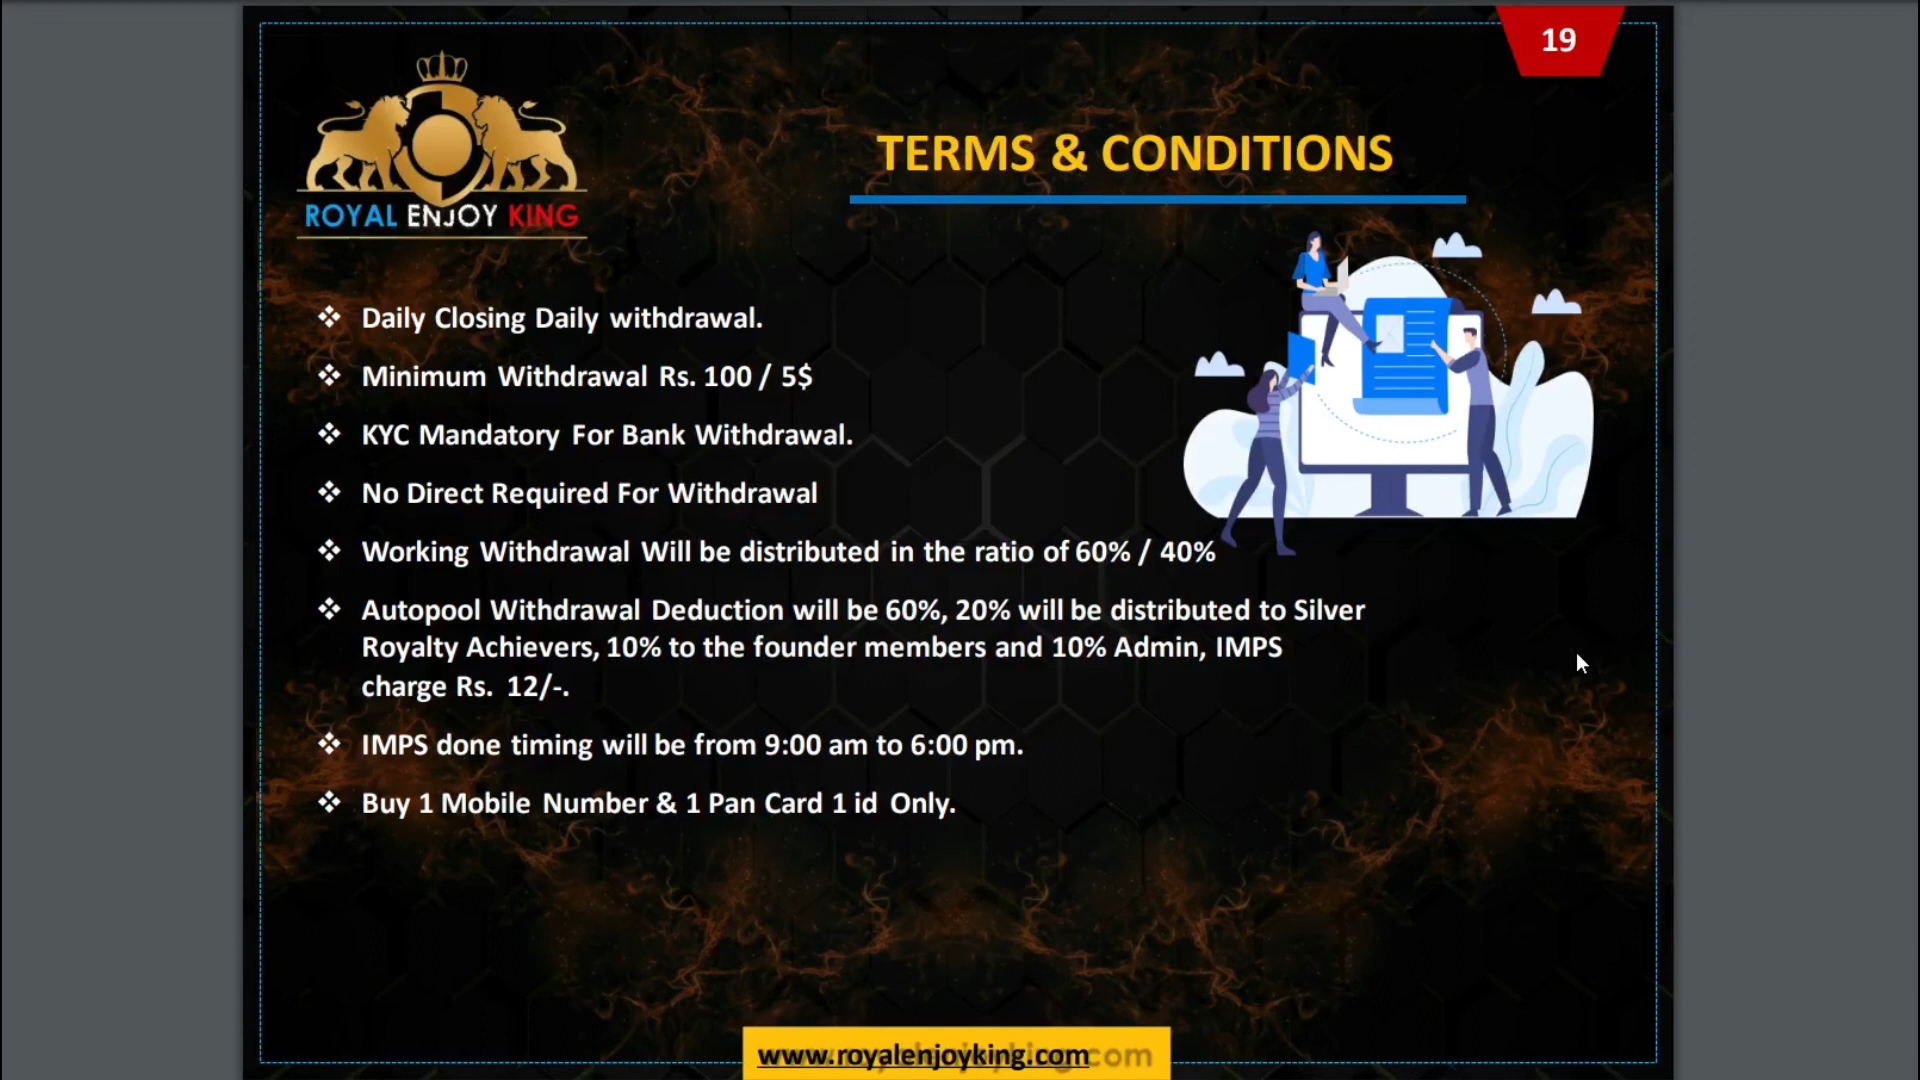 19
ROYAL ENJOY KING
TERMS & CONDITIONS
❖ Daily Closing Daily withdrawal.
❖ Minimum Withdrawal Rs. 100 / 5$
❖ KYC Mandatory For Bank Withdrawal.
❖ No Direct Required For Withdrawal
❖ Working Withdrawal Will be distributed in the ratio of 60% / 40%
❖ Autopool Withdrawal Deduction will be 60%, 20% will be distributed to Silver
Royalty Achievers, 10% to the founder members and 10% Admin, IMPS
charge Rs. 12/-.
❖ IMPS done timing will be from 9:00 am to 6:00 pm.
❖ Buy 1 Mobile Number & 1 Pan Card 1 id Only.
www.royalenjoyking.com